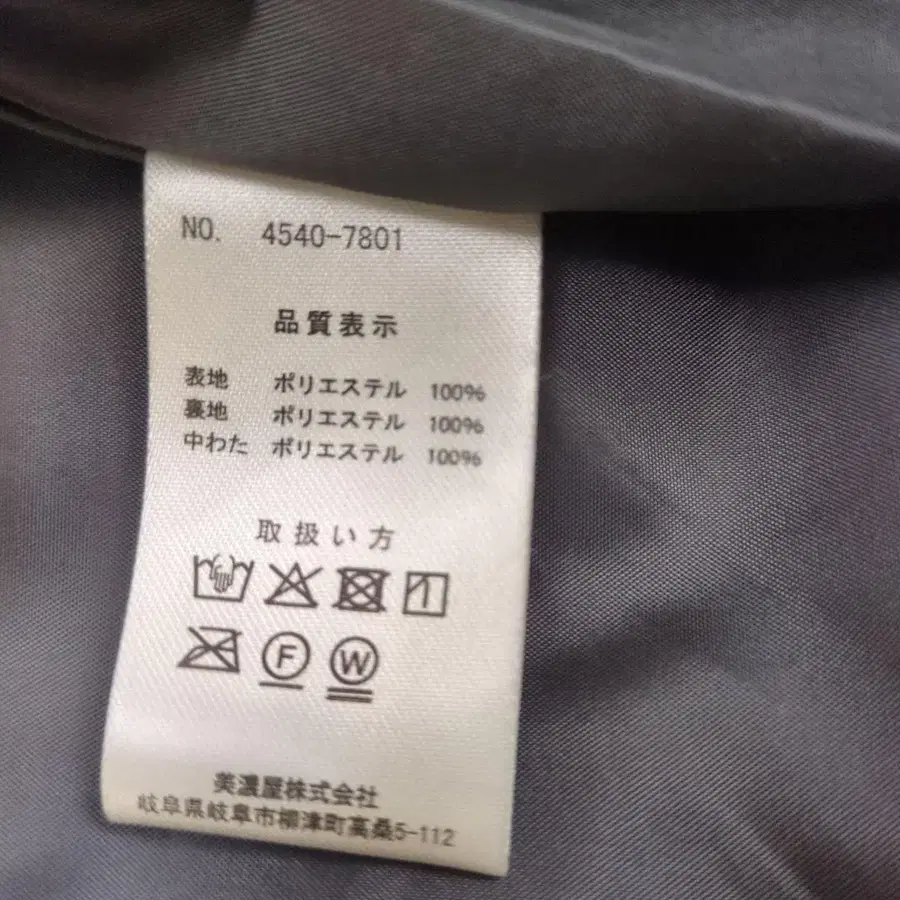 NO. 4540-7801
品質表示
表地 ポリエステル 100%
裏地 ポリエステル 100%
中わた ポリエステル 100%
取扱い方
F W
美濃屋株式会社
岐阜県岐阜市柳津町高桑5-112